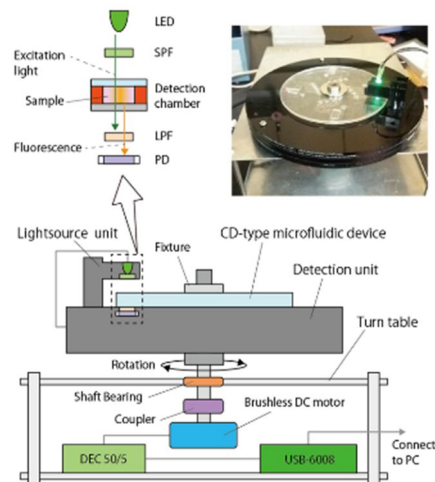 LED
SPF
Excitation
light
Detection
chamber
Sample
LPF
Fluorescence
PD
Lightsource unit
CD-type microfluidic device
Fixture
Detection unit
Rotation
Turn table
Shaft Bearing
Coupler
Brushless DC motor
Connect
to PC
DEC 50/5
USB-6008